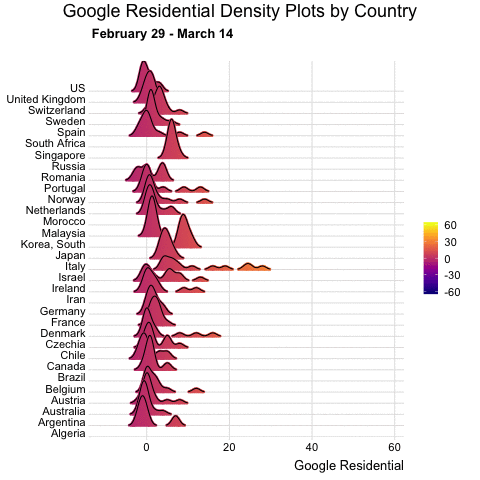 Google Residential Density Plots by Country
February 29 - March 14
US
United Kingdom
Switzerland
Sweden
Spain
South Africa
Singapore
Russia
Romania
Portugal
Norway
Netherlands
Morocco
Malaysia
Korea, South
Japan
Italy
Israel
Ireland
Iran
Germany
France
Denmark
Czechia
Chile
Canada
Brazil
Belgium
Austria
Australia
Argentina
Algeria
60
30
0
-30
-60
0 20 40 60
Google Residential